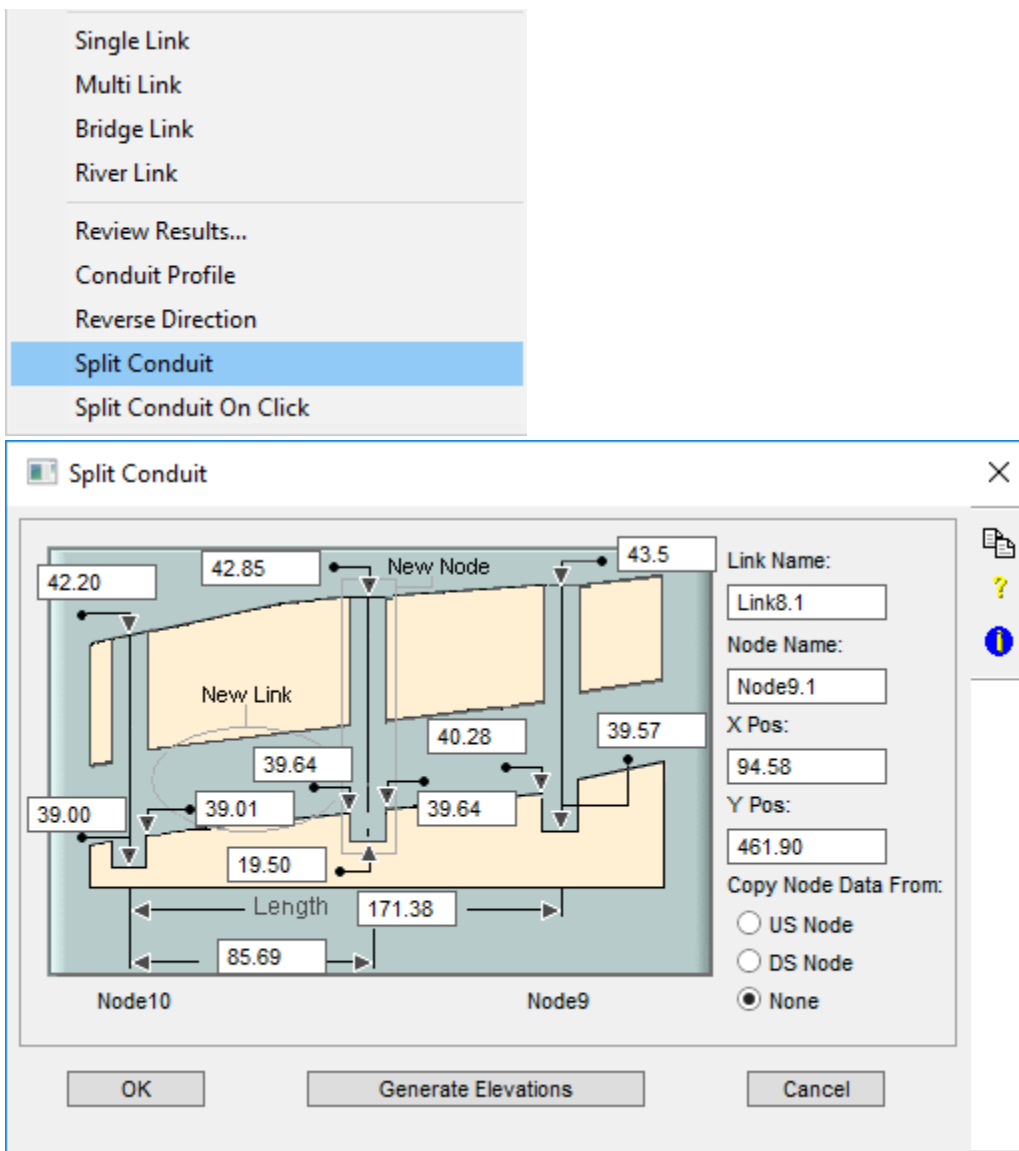 Single Link
Multi Link
Bridge Link
River Link
Review Results...
Conduit Profile
Reverse Direction
Split Conduit
Split Conduit On Click
Split Conduit
42.20
42.85
New Node
43.5
New Link
39.64
40.28
39.57
39.00
39.01
39.64
19.50
Length
171.38
85.69
Node10
Node9
Link Name:
Link8.1
Node Name:
Node9.1
X Pos:
94.58
Y Pos:
461.90
Copy Node Data From:
US Node
DS Node
None
OK
Generate Elevations
Cancel